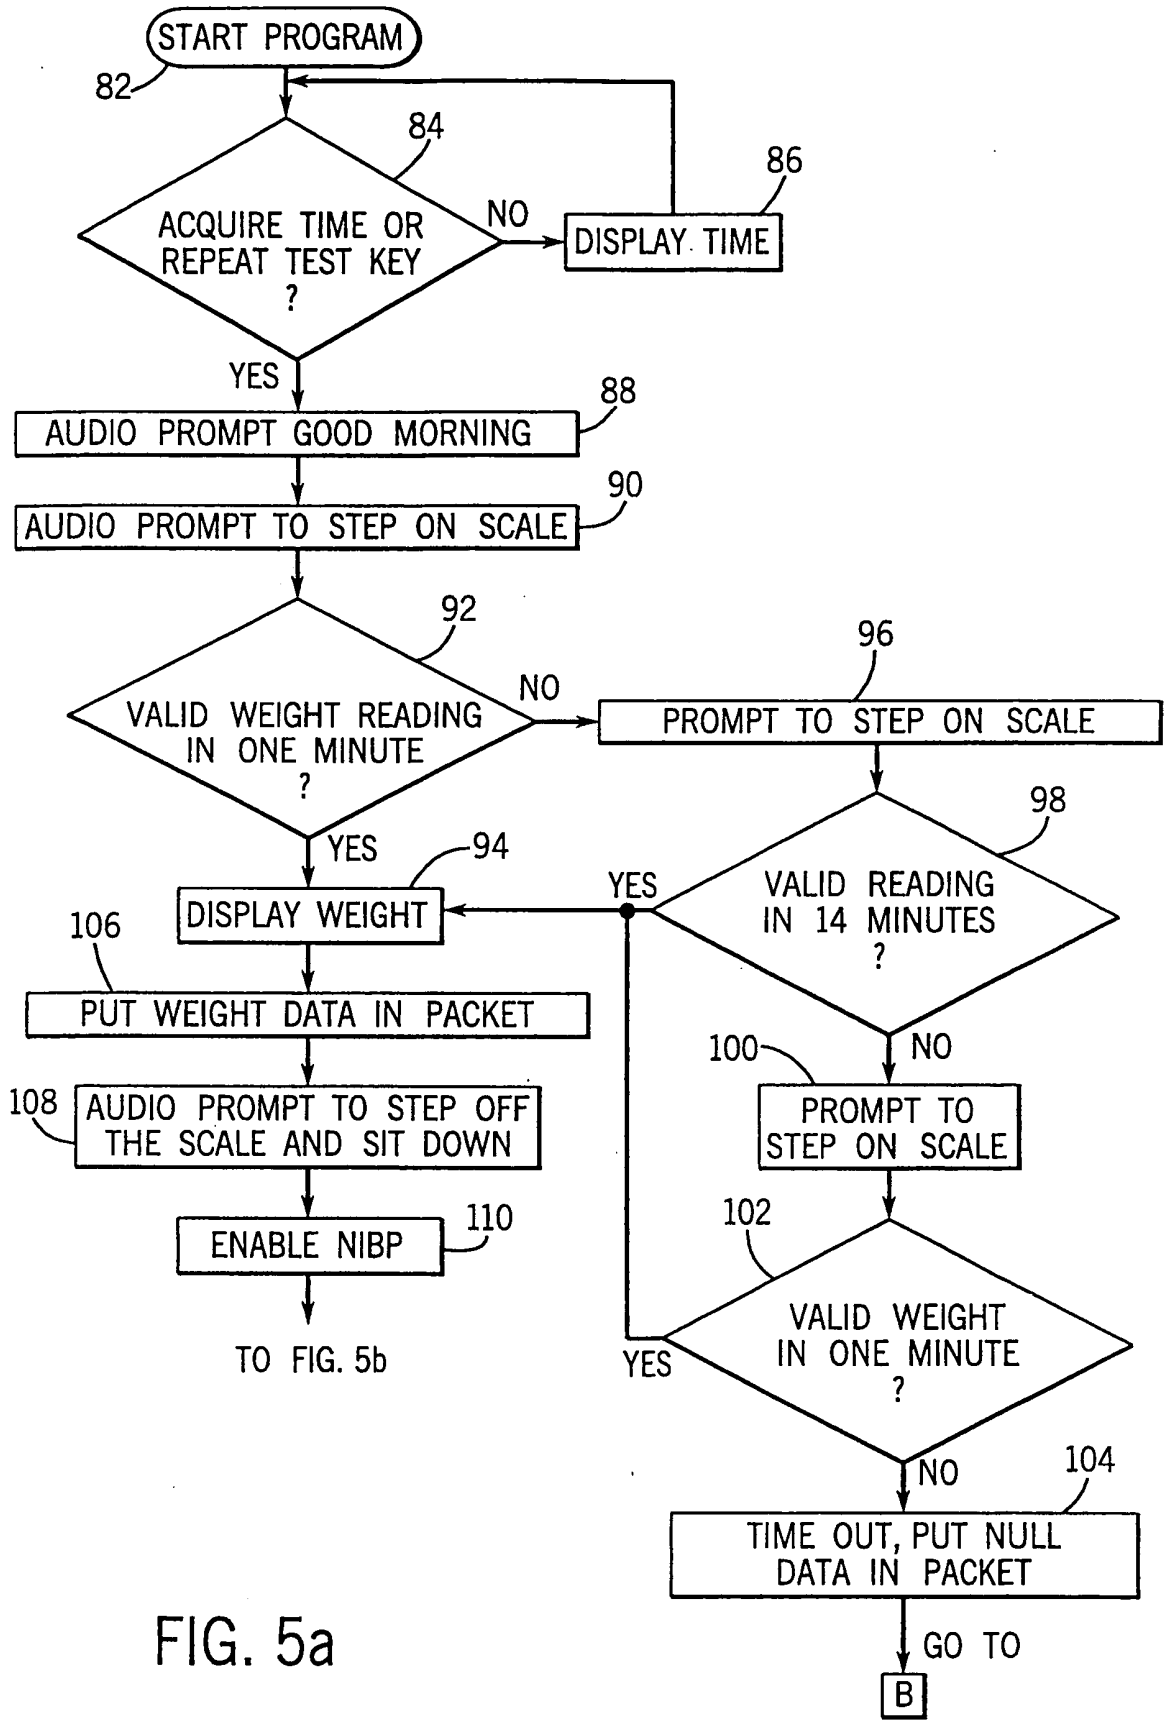 START PROGRAM
82
84
ACQUIRE TIME OR
REPEAT TEST KEY
?
NO
86
DISPLAY TIME
YES
88
AUDIO PROMPT GOOD MORNING
90
AUDIO PROMPT TO STEP ON SCALE
92
VALID WEIGHT READING
IN ONE MINUTE
?
NO
96
PROMPT TO STEP ON SCALE
YES
94
DISPLAY WEIGHT
98
VALID READING
IN 14 MINUTES
?
YES
NO
106
PUT WEIGHT DATA IN PACKET
100
PROMPT TO
STEP ON SCALE
108
AUDIO PROMPT TO STEP OFF
THE SCALE AND SIT DOWN
110
ENABLE NIBP
TO FIG. 5b
102
VALID WEIGHT
IN ONE MINUTE
?
YES
NO
104
TIME OUT, PUT NULL
DATA IN PACKET
GO TO
B
FIG. 5a